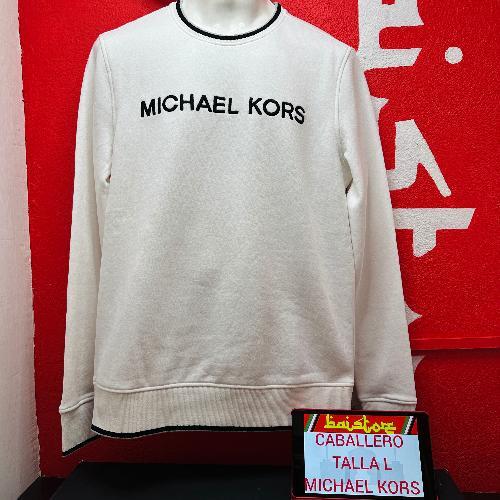 MICHAEL KORS
baistore
CABALLERO
TALLA L
MICHAEL KORS